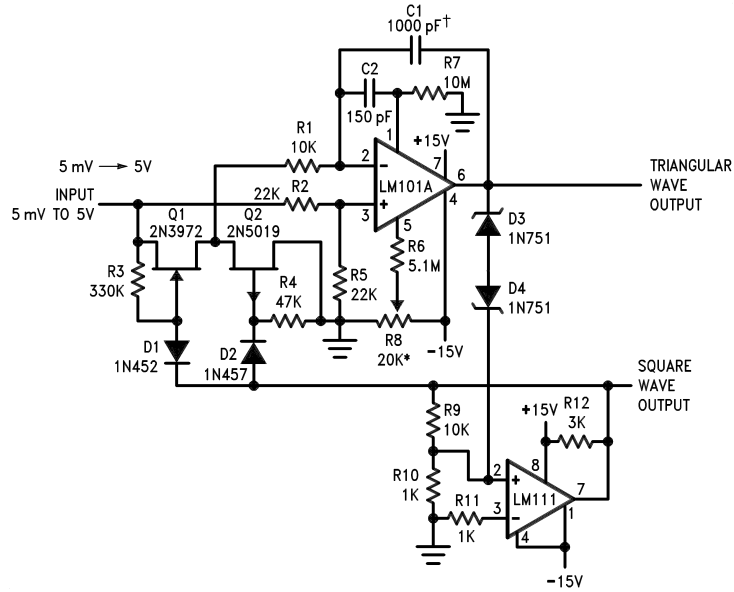 C1
1000 pF†
C2
150 pF
R7
10M
R1
10K
+15V
1
2
7
6
5 mV → 5V
LM101A
TRIANGULAR
WAVE
OUTPUT
INPUT
5 mV TO 5V
22K
R2
3
4
5
Q1
2N3972
Q2
2N5019
D3
1N751
R3
330K
R4
47K
R5
22K
R6
5.1M
D4
1N751
R8
20K*
-15V
D1
1N452
D2
1N457
SQUARE
WAVE
OUTPUT
R9
10K
+15V
R12
3K
R10
1K
8
2
LM111
7
R11
1K
3
1
4
-15V